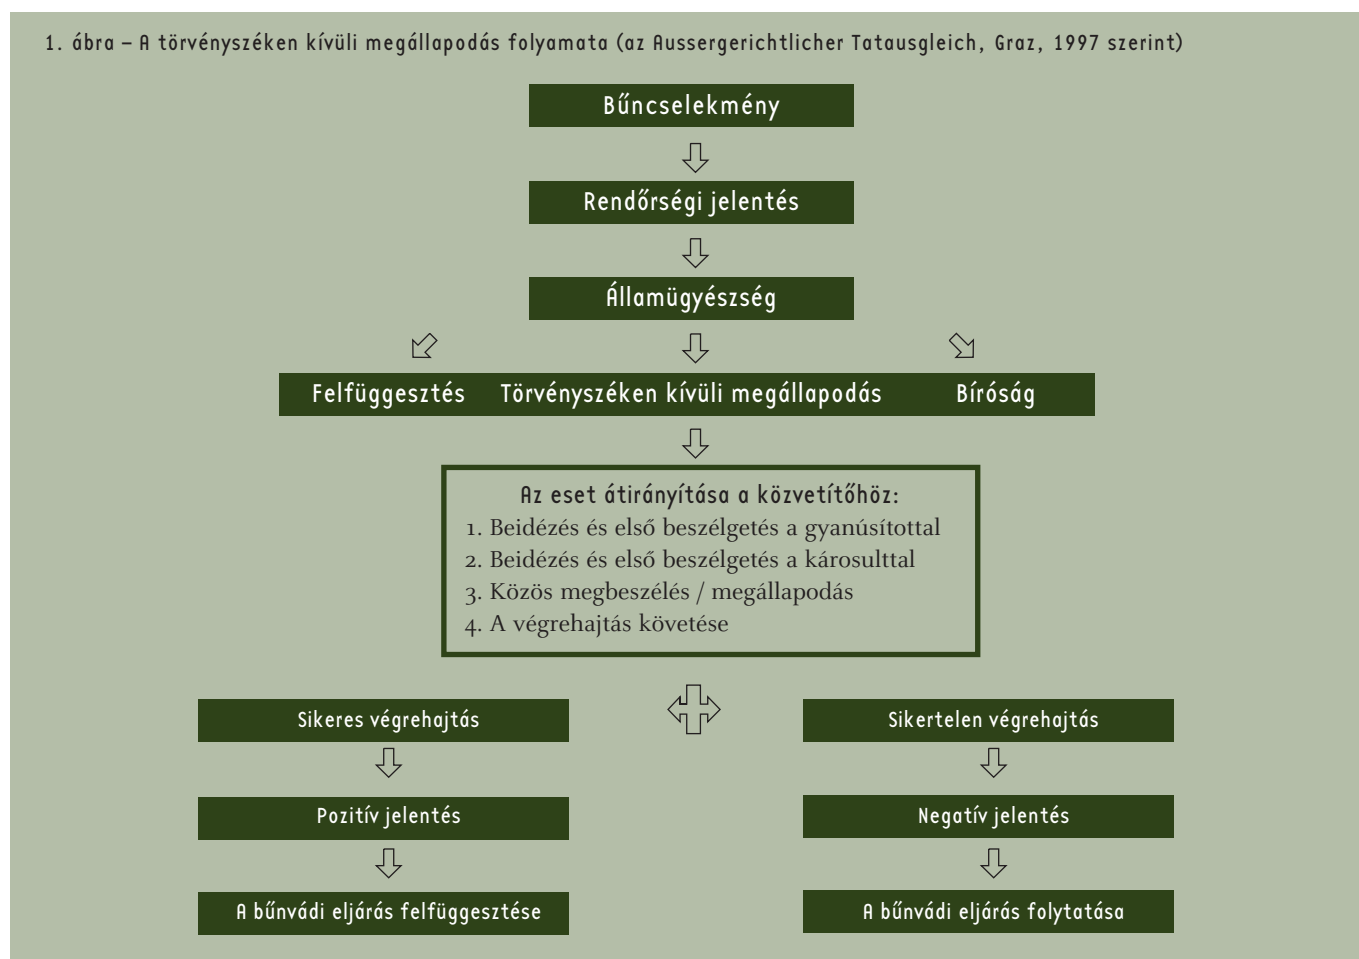 1. ábra – A törvényszéken kívüli megállapodás folyamata (az Aussergerichtlicher Tatausgleich, Graz, 1997 szerint)
Bűncselekmény
Rendőrségi jelentés
Államügyészség
Felfüggesztés Törvényszéken kívüli megállapodás Bíróság
Az eset átirányítása a közvetítőhöz:
1. Beidézés és első beszélgetés a gyanúsítottal
2. Beidézés és első beszélgetés a károsulttal
3. Közös megbeszélés / megállapodás
4. A végrehajtás követése
Sikeres végrehajtás
Pozitív jelentés
A bűnvádi eljárás felfüggesztése
Sikertelen végrehajtás
Negatív jelentés
A bűnvádi eljárás folytatása